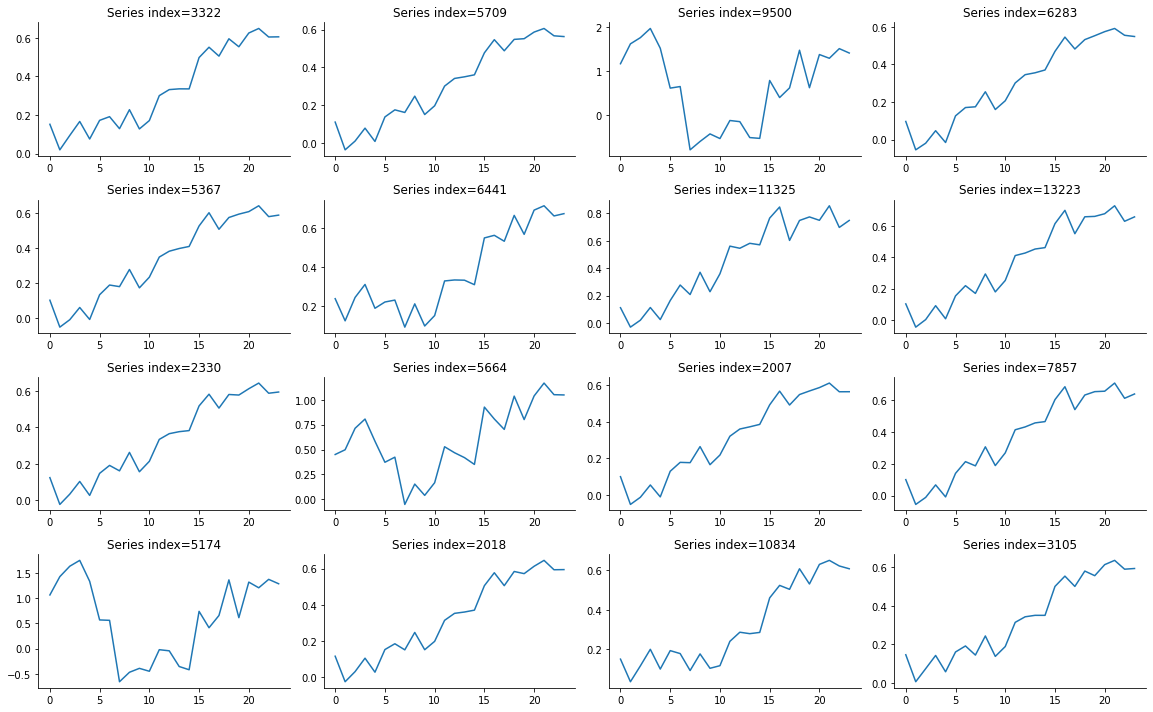 Series index=3322 Series index=5709 Series index=9500 Series index=6283
0.6 0.6 2 0.6
0.4 0.4 1 0.4
0.2 0.2 0 0.2
0.0 0.0 0.0
0 5 10 15 20 0 5 10 15 20 0 5 10 15 20 0 5 10 15 20
Series index=5367 Series index=6441 Series index=11325 Series index=13223
0.6 0.6 0.8 0.6
0.4 0.4 0.6 0.4
0.2 0.2 0.4 0.2
0.0 0.2 0.0
0.0
0 5 10 15 20 0 5 10 15 20 0 5 10 15 20 0 5 10 15 20
Series index=2330 Series index=5664 Series index=2007 Series index=7857
0.6 1.00 0.6 0.6
0.4 0.75 0.4 0.4
0.2 0.50 0.2 0.2
0.0 0.25 0.0 0.0
0.00
0 5 10 15 20 0 5 10 15 20 0 5 10 15 20 0 5 10 15 20
Series index=5174 Series index=2018 Series index=10834 Series index=3105
1.5 0.6 0.6 0.6
1.0 0.4 0.4 0.4
0.5 0.2 0.2 0.2
0.0 0.0 0.0
−0.5
0 5 10 15 20 0 5 10 15 20 0 5 10 15 20 0 5 10 15 20